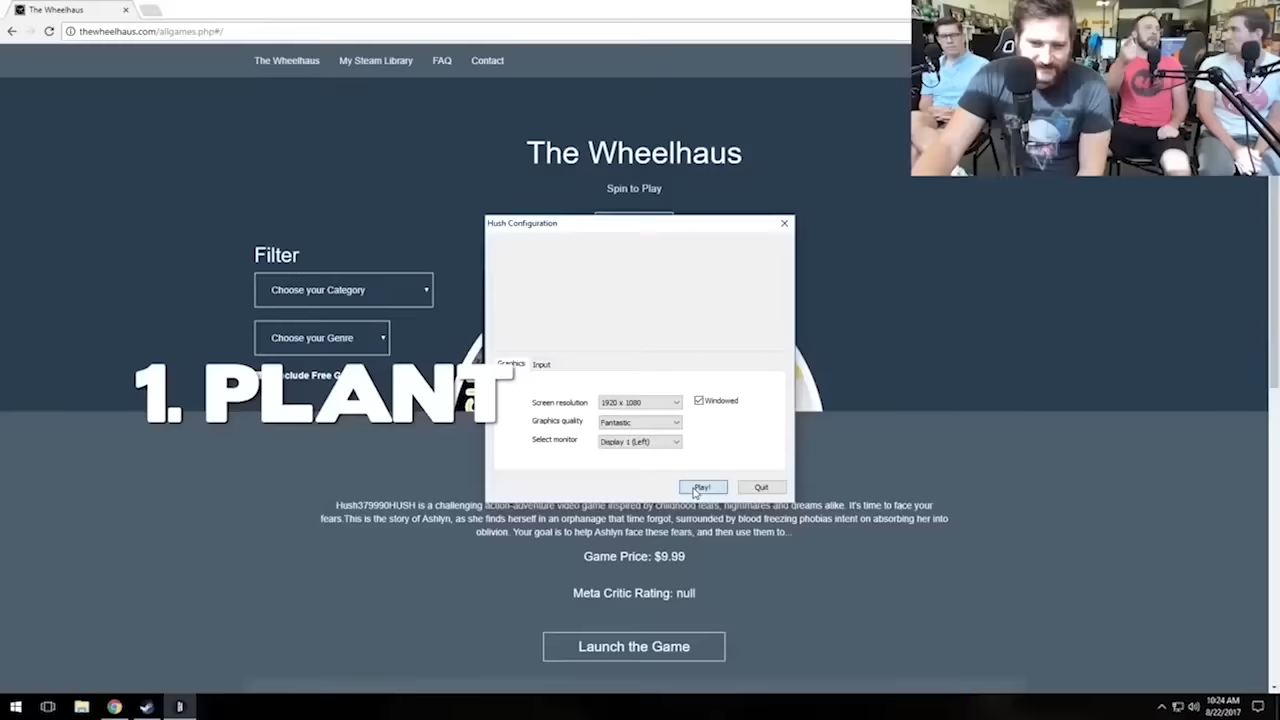 The Wheelhaus
thewheelhaus.com/allgames.php#/
The Wheelhaus
My Steam Library
FAQ
Contact
The Wheelhaus
Spin to Play
Hush Configuration
Filter
Choose your Category
Choose your Genre
Graphics
Input
1. PLANT
Screen resolution
1920 x 1080
Windowed
Graphics quality
Fantastic
Select monitor
Display 1 (Left)
Play!
Quit
Hush379990HUSH is a challenging action-adventure video game inspired by childhood fears, nightmares and dreams alike. It's time to face your
fears.This is the story of Ashlyn, as she finds herself in an orphanage that time forgot, surrounded by blood freezing phobias intent on absorbing her into
oblivion. Your goal is to help Ashlyn face these fears, and then use them to...
Game Price: $9.99
Meta Critic Rating: null
Launch the Game
10:24 AM
8/22/2017